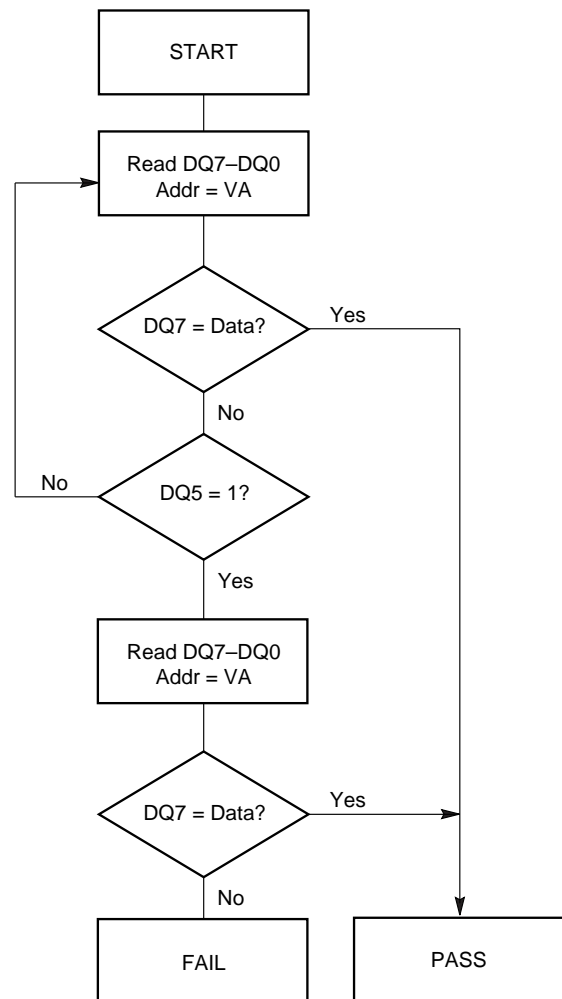 START
Read DQ7–DQ0
Addr = VA
DQ7 = Data?
Yes
No
No
DQ5 = 1?
Yes
Read DQ7–DQ0
Addr = VA
DQ7 = Data?
Yes
No
FAIL
PASS